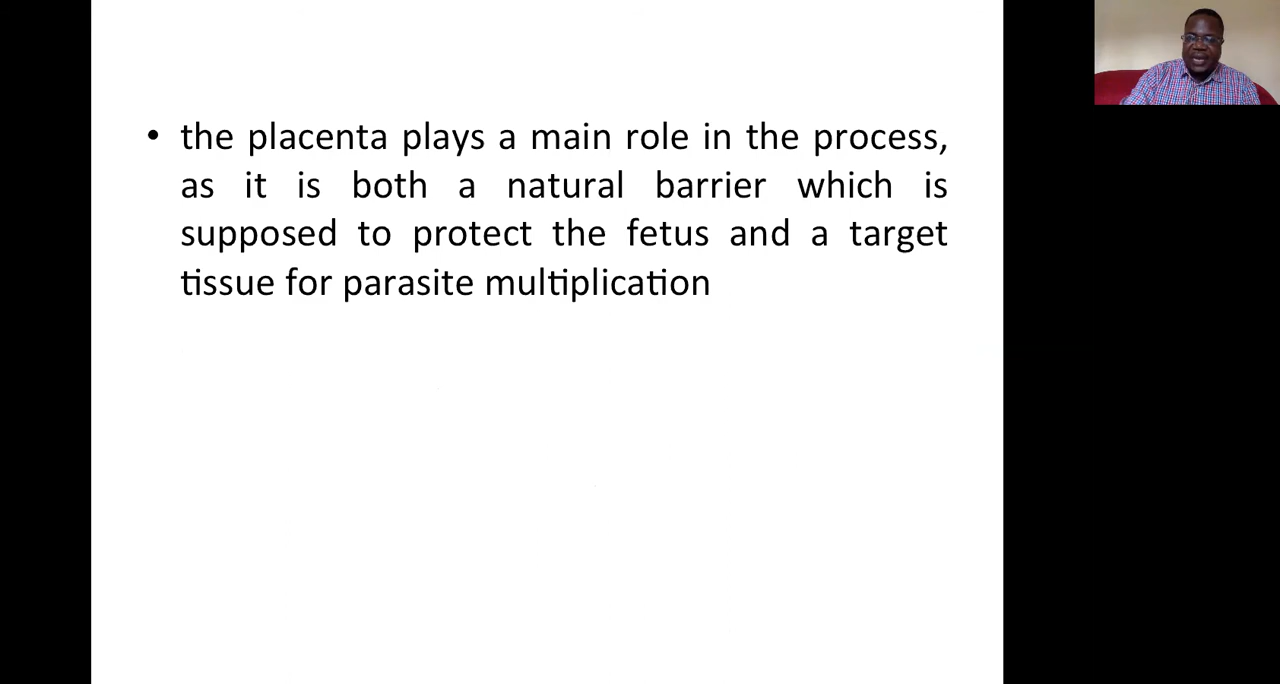 • the placenta plays a main role in the process,
as it is both a natural barrier which is
supposed to protect the fetus and a target
tissue for parasite multiplication